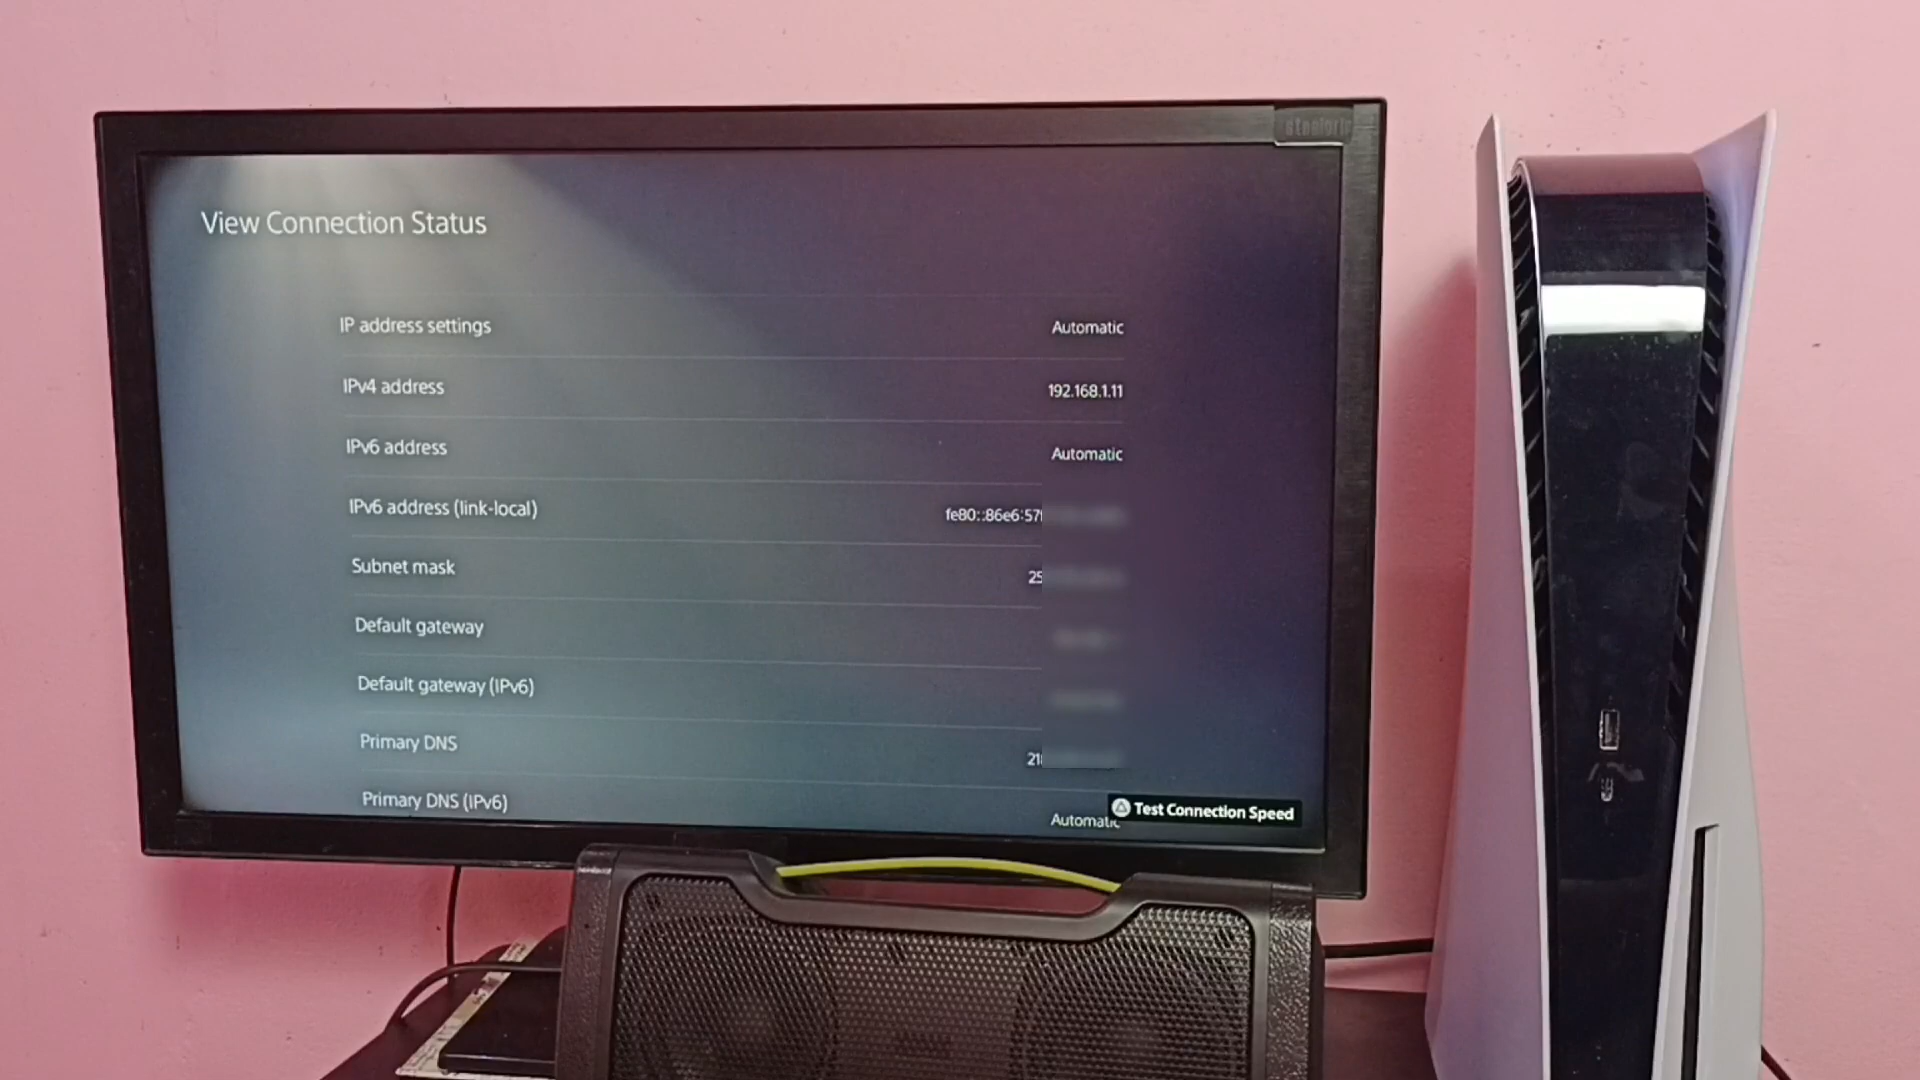 View Connection Status
IP address settings Automatic
IPv4 address 192.168.1.11
IPv6 address Automatic
IPv6 address (link-local) fe80::86e6:57
Subnet mask 25
Default gateway
Default gateway (IPv6)
Primary DNS 21
Primary DNS (IPv6) Automatic
Test Connection Speed